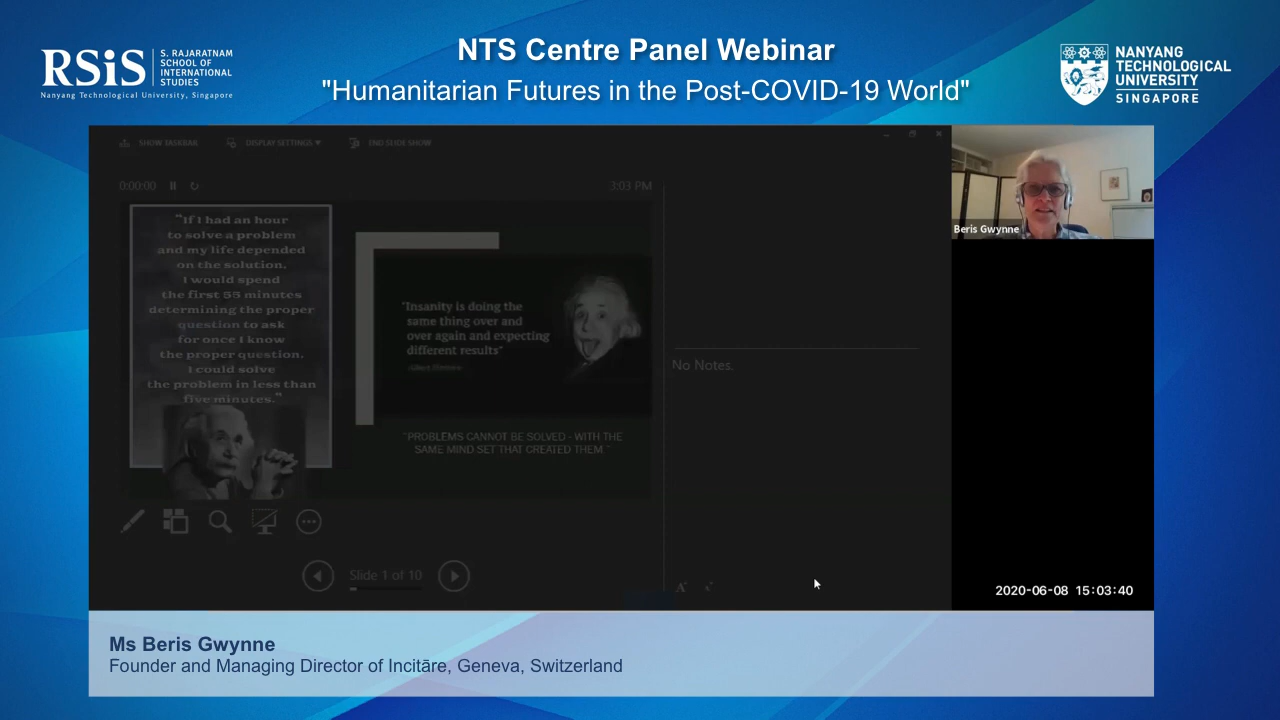 RSiS
S. RAJARATNAM
SCHOOL OF
INTERNATIONAL
STUDIES
Nanyang Technological University, Singapore
NTS Centre Panel Webinar
"Humanitarian Futures in the Post-COVID-19 World"
NANYANG
TECHNOLOGICAL
UNIVERSITY
SINGAPORE
SHOW TASKBAR
DISPLAY SETTINGS ▼
END SLIDE SHOW
0:00:00
3:03 PM
"If I had an hour
to solve a problem
and my life depended
on the solution,
I would spend
the first 55 minutes
determining the proper
question to ask
for once I know
the proper question,
I could solve
the problem in less than
five minutes."
"Insanity is doing the
same thing over and
over again and expecting
different results"
"PROBLEMS CANNOT BE SOLVED - WITH THE
SAME MIND SET THAT CREATED THEM "
No Notes.
Slide 1 of 10
A
Beris Gwynne
2020-06-08 15:03:40
Ms Beris Gwynne
Founder and Managing Director of Incitāre, Geneva, Switzerland